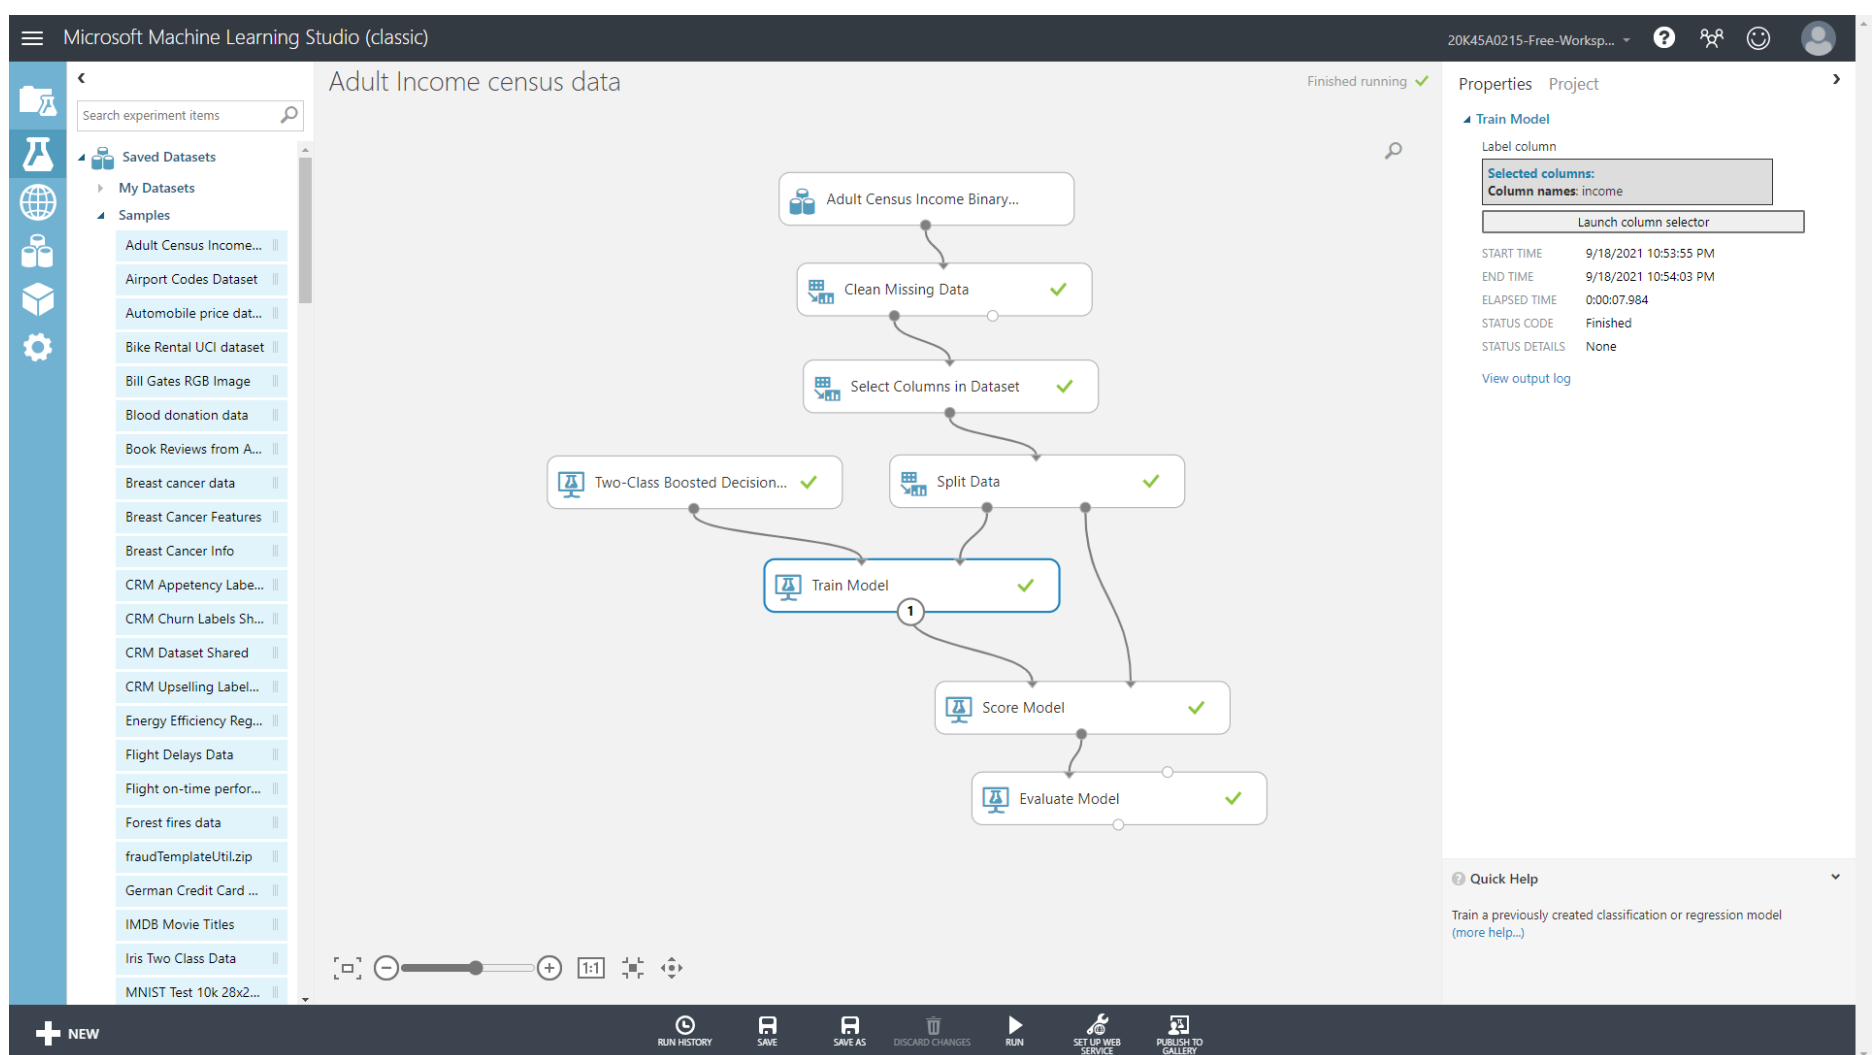 Microsoft Machine Learning Studio (classic)
20K45A0215-Free-Worksp...
Search experiment items
Saved Datasets
My Datasets
Samples
Adult Census Income...
Airport Codes Dataset
Automobile price dat...
Bike Rental UCI dataset
Bill Gates RGB Image
Blood donation data
Book Reviews from A...
Breast cancer data
Breast Cancer Features
Breast Cancer Info
CRM Appetency Labe...
CRM Churn Labels Sh...
CRM Dataset Shared
CRM Upselling Label...
Energy Efficiency Reg...
Flight Delays Data
Flight on-time perfor...
Forest fires data
fraudTemplateUtil.zip
German Credit Card ...
IMDB Movie Titles
Iris Two Class Data
MNIST Test 10k 28x2...
Adult Income census data
Finished running
Adult Census Income Binary...
Clean Missing Data
Select Columns in Dataset
Two-Class Boosted Decision...
Split Data
Train Model
1
Score Model
Evaluate Model
1:1
Properties Project
Train Model
Label column
Selected columns:
Column names: income
Launch column selector
START TIME 9/18/2021 10:53:55 PM
END TIME 9/18/2021 10:54:03 PM
ELAPSED TIME 0:00:07.984
STATUS CODE Finished
STATUS DETAILS None
View output log
? Quick Help
Train a previously created classification or regression model
(more help...)
NEW
RUN HISTORY
SAVE
SAVE AS
DISCARD CHANGES
RUN
SET UP WEB
SERVICE
PUBLISH TO
GALLERY